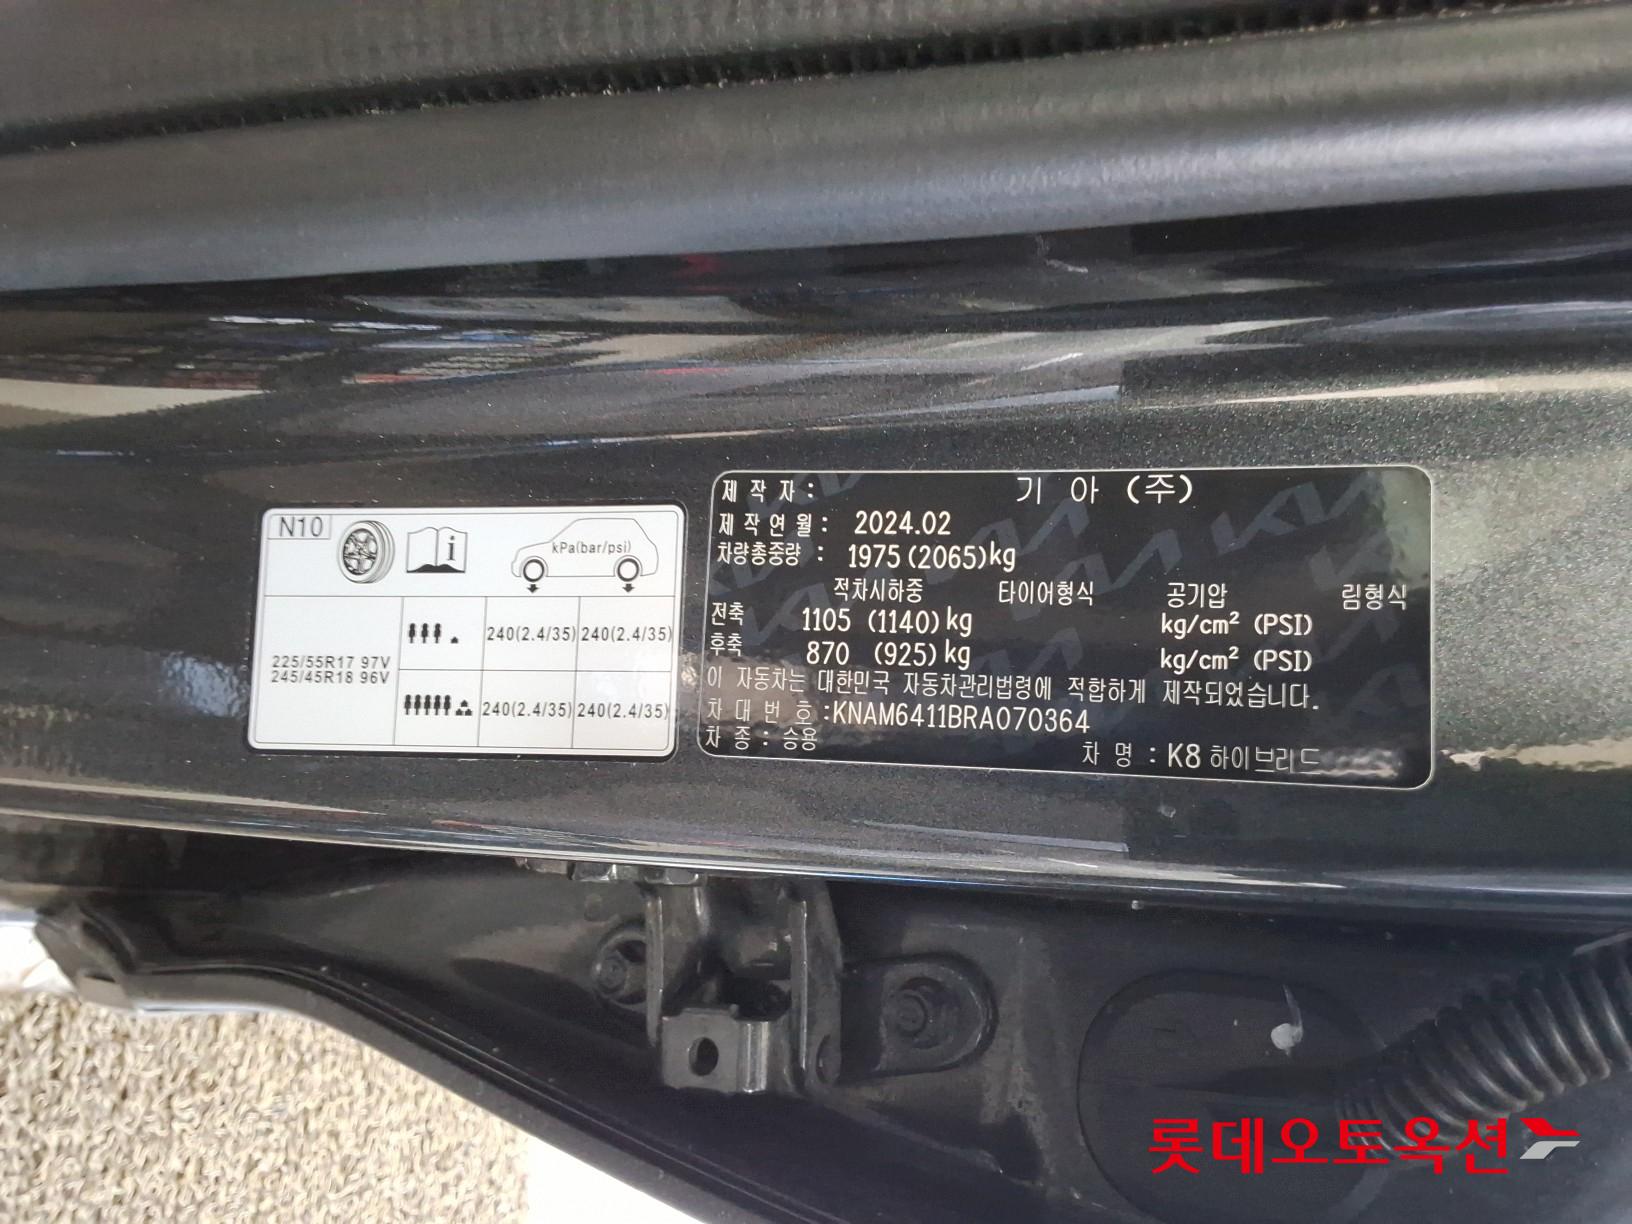 N10
i
kPa(bar/psi)
225/55R17 97V
245/45R18 96V
240(2.4/35) 240(2.4/35)
240(2.4/35) 240(2.4/35)
제작자 : 기아 (주)
제작연월 : 2024.02
차량총중량 : 1975 (2065)kg
적차시하중 타이어형식 공기압 림형식
전축 1105 (1140)kg kg/cm² (PSI)
후축 870 (925)kg kg/cm² (PSI)
이 자동차는 대한민국 자동차관리법령에 적합하게 제작되었습니다.
차대번호 :KNAM6411BRA070364
차종 : 승용 차명 : K8 하이브리드
롯데오토옥션